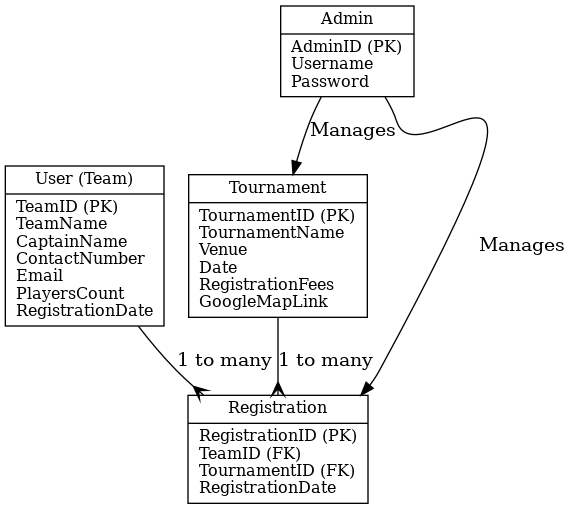 Admin
AdminID (PK)
Username
Password
Manages
Manages
User (Team)
TeamID (PK)
TeamName
CaptainName
ContactNumber
Email
PlayersCount
RegistrationDate
Tournament
TournamentID (PK)
TournamentName
Venue
Date
RegistrationFees
GoogleMapLink
1 to many
1 to many
Registration
RegistrationID (PK)
TeamID (FK)
TournamentID (FK)
RegistrationDate